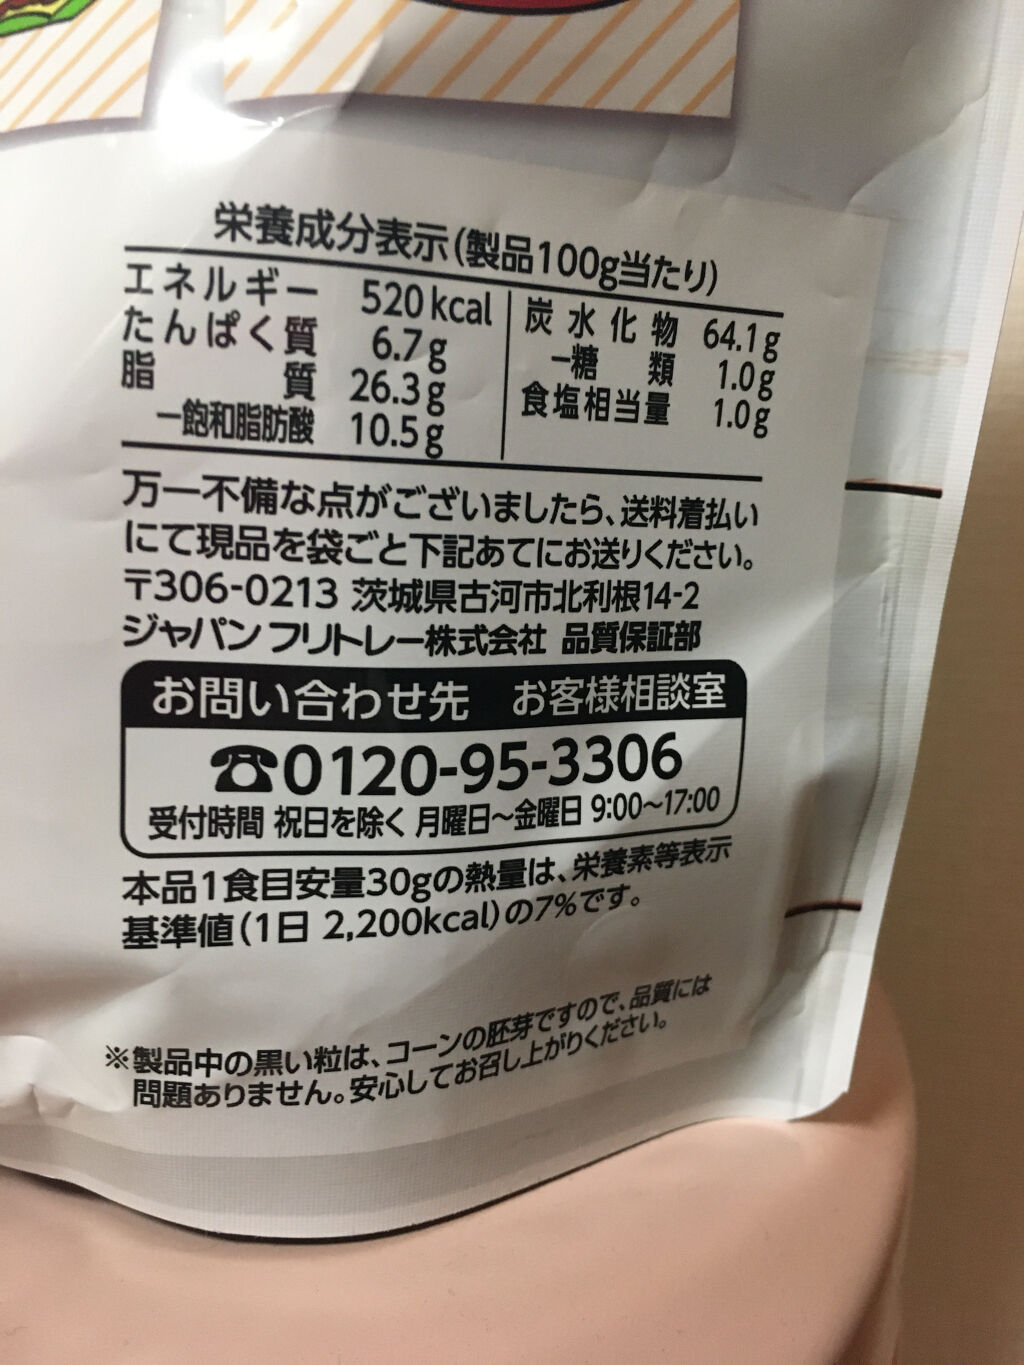 栄養成分表示(製品100g当たり)
エネルギー 520kcal
たんぱく質 6.7g
脂質 26.3g
－飽和脂肪酸 10.5g
炭水化物 64.1g
－糖類 1.0g
食塩相当量 1.0g
万一不備な点がございましたら、送料着払い
にて現品を袋ごと下記あてにお送りください。
〒306-0213 茨城県古河市北利根14-2
ジャパンフリトレー株式会社 品質保証部
お問い合わせ先 お客様相談室
☎0120-95-3306
受付時間 祝日を除く 月曜日～金曜日 9:00～17:00
本品1食目安量30gの熱量は、栄養素等表示
基準値(1日 2,200kcal)の7%です。
※製品中の黒い粒は、コーンの胚芽ですので、品質には
問題ありません。安心してお召し上がりください。